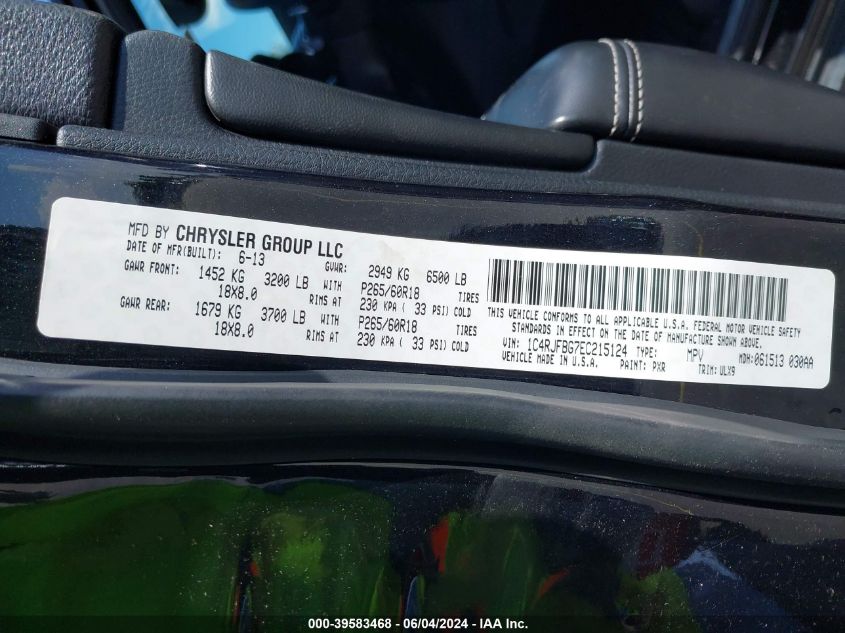 MFD BY CHRYSLER GROUP LLC
DATE OF MFR(BUILT): 6-13 GVWR: 2949 KG 6500 LB
GAWR FRONT: 1452 KG 3200 LB WITH P265/60R18 TIRES
18X8.0 RIMS AT 230 KPA ( 33 PSI) COLD
GAWR REAR: 1679 KG 3700 LB WITH P265/60R18 TIRES
18X8.0 RIMS AT 230 KPA ( 33 PSI) COLD
THIS VEHICLE CONFORMS TO ALL APPLICABLE U.S.A. FEDERAL MOTOR VEHICLE SAFETY
STANDARDS IN EFFECT ON THE DATE OF MANUFACTURE SHOWN ABOVE.
VIN: 1C4RJFBG7EC215124 TYPE: MPV MDH:061513 030AA
VEHICLE MADE IN U.S.A. PAINT: PXR TRIM: ULX9
000-39583468 - 06/04/2024 - IAA Inc.